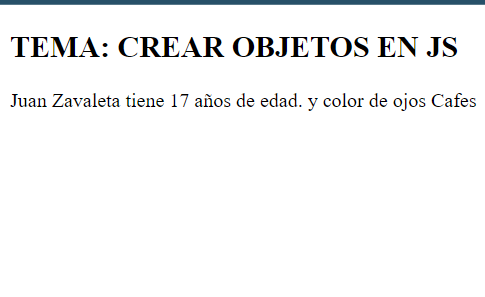 TEMA: CREAR OBJETOS EN JS
Juan Zavaleta tiene 17 años de edad. y color de ojos Cafes